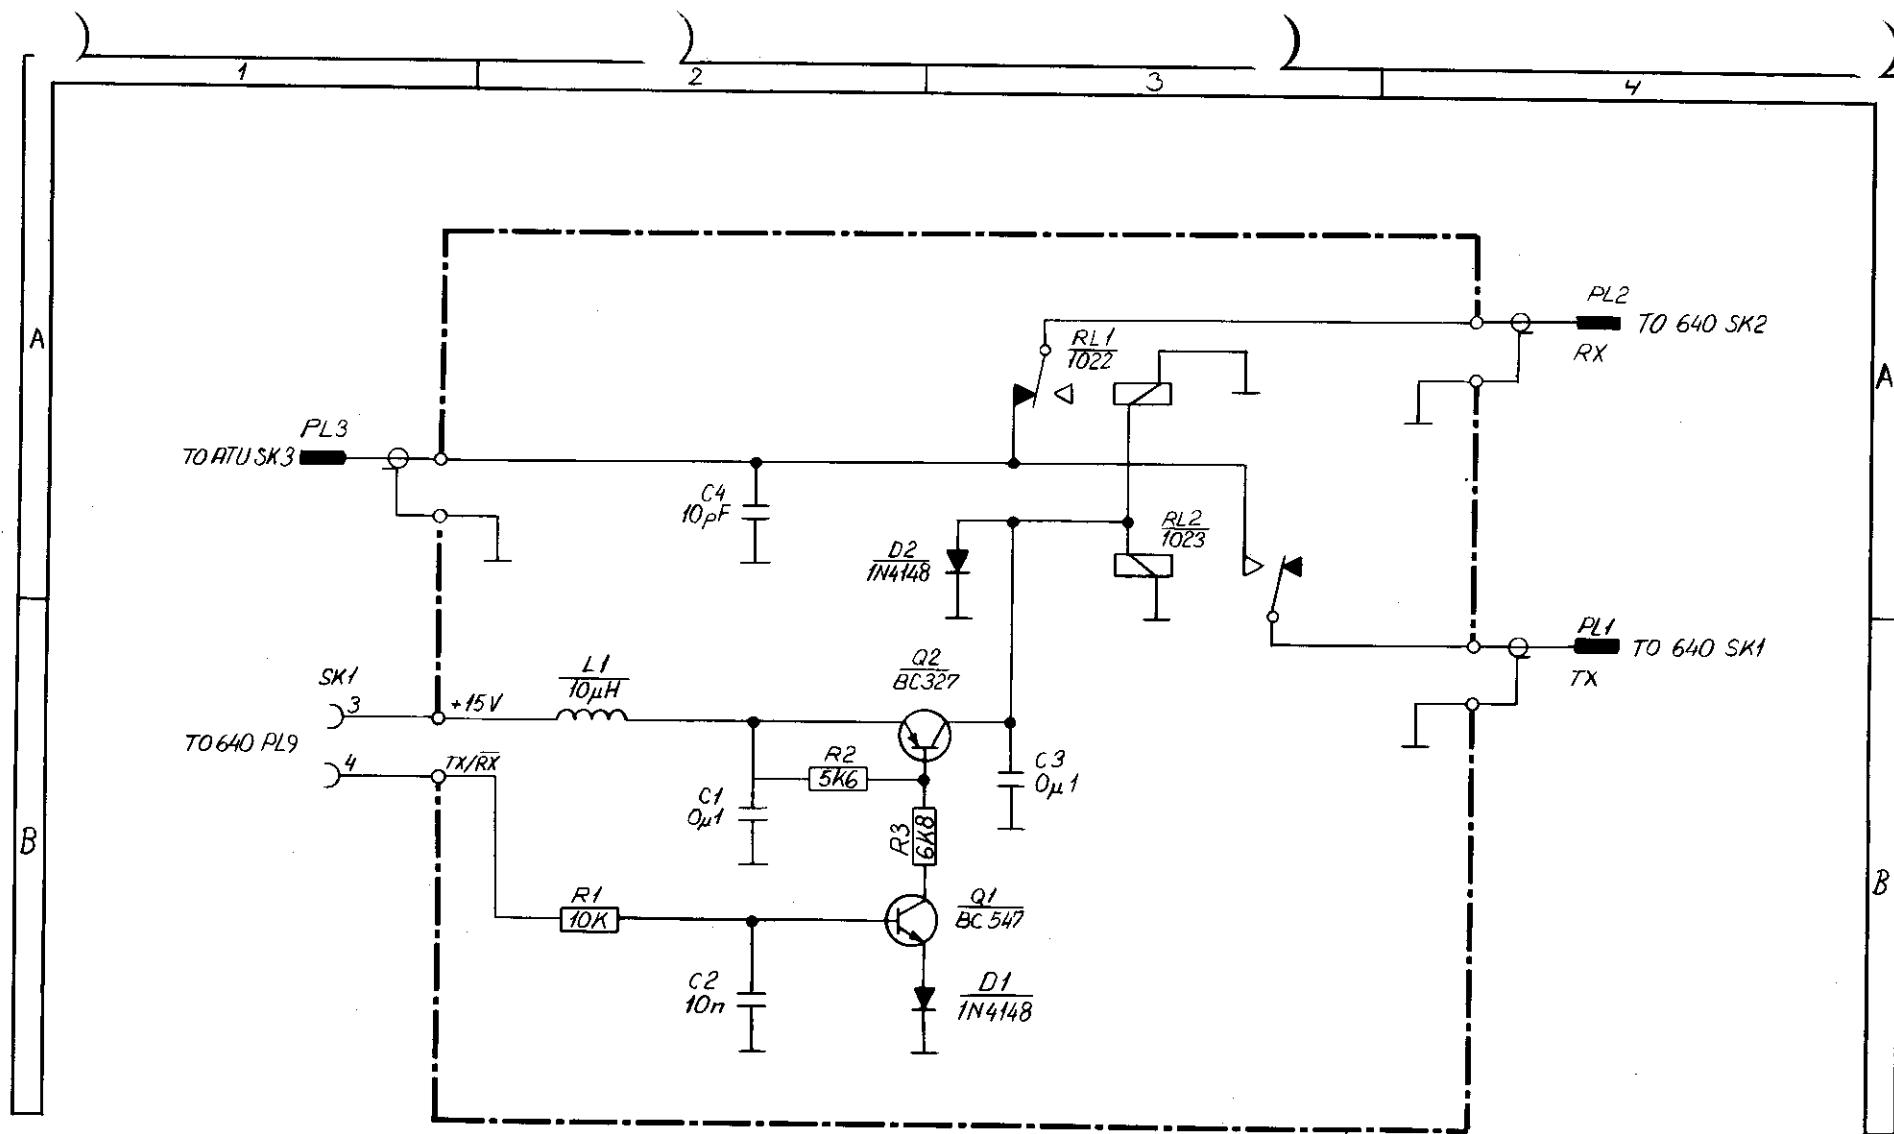 1
2
3
4
A
A
B
B
PL2
TO 640 SK2
RX
RL1
1022
PL3
TO ATU SK3
C4
10pF
RL2
1023
D2
1N4148
PL1
TO 640 SK1
TX
Q2
BC327
L1
10µH
SK1
3
+15V
TO 640 PL9
4
TX/R̅X̅
R2
5K6
C3
0µ1
C1
0µ1
R3
6K8
R1
10K
Q1
BC547
C2
10n
D1
1N4148